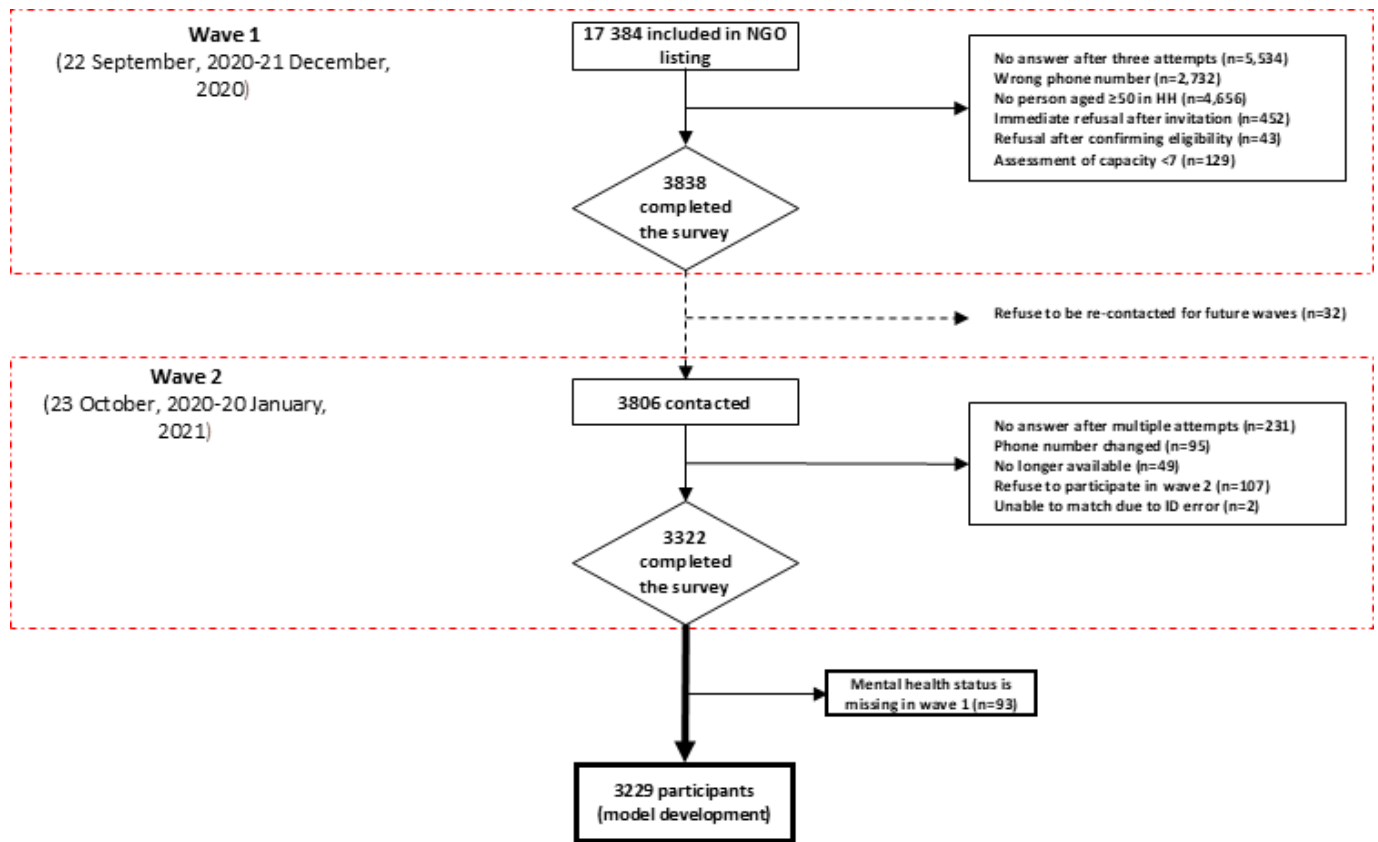 Wave 1
(22 September, 2020-21 December,
2020)
17 384 included in NGO
listing
No answer after three attempts (n=5,534)
Wrong phone number (n=2,732)
No person aged ≥50 in HH (n=4,656)
Immediate refusal after invitation (n=452)
Refusal after confirming eligibility (n=43)
Assessment of capacity <7 (n=129)
3838
completed
the survey
Refuse to be re-contacted for future waves (n=32)
Wave 2
(23 October, 2020-20 January,
2021)
3806 contacted
No answer after multiple attempts (n=231)
Phone number changed (n=95)
No longer available (n=49)
Refuse to participate in wave 2 (n=107)
Unable to match due to ID error (n=2)
3322
completed
the survey
Mental health status is
missing in wave 1 (n=93)
3229 participants
(model development)